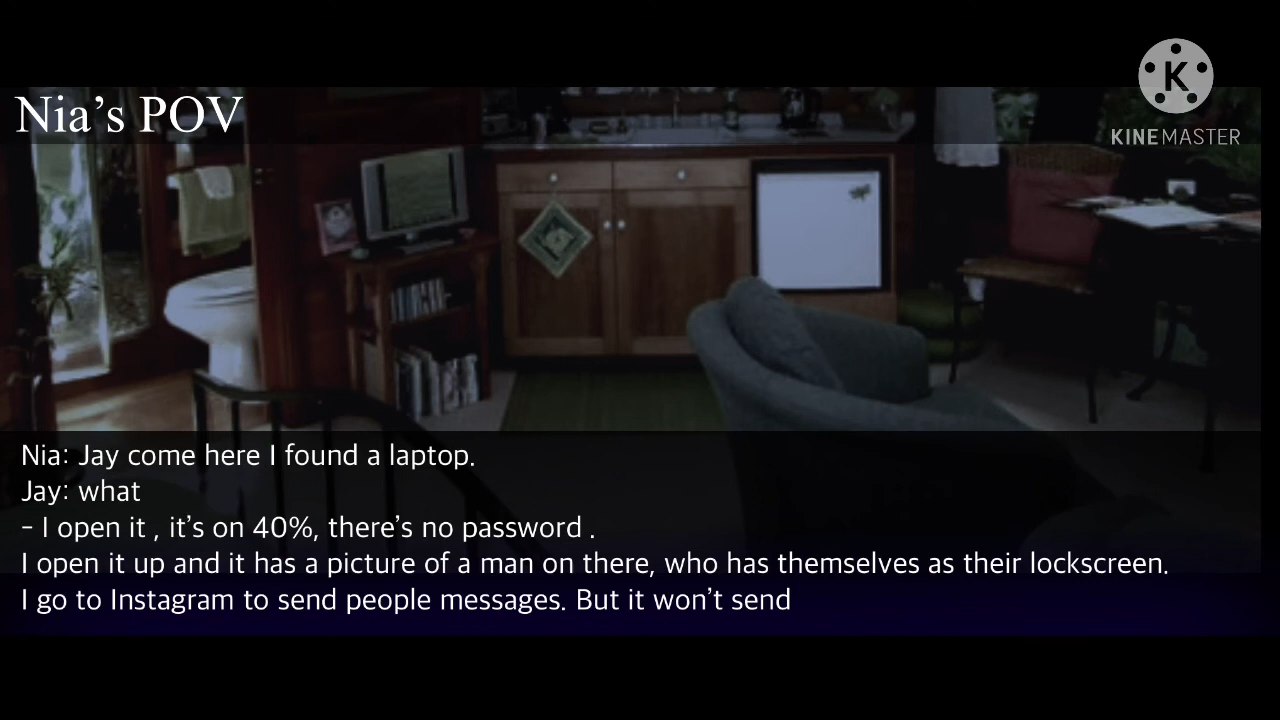 Nia's POV
K
KINEMASTER
Nia: Jay come here I found a laptop.
Jay: what
- I open it , it's on 40%, there's no password .
I open it up and it has a picture of a man on there, who has themselves as their lockscreen.
I go to Instagram to send people messages. But it won't send